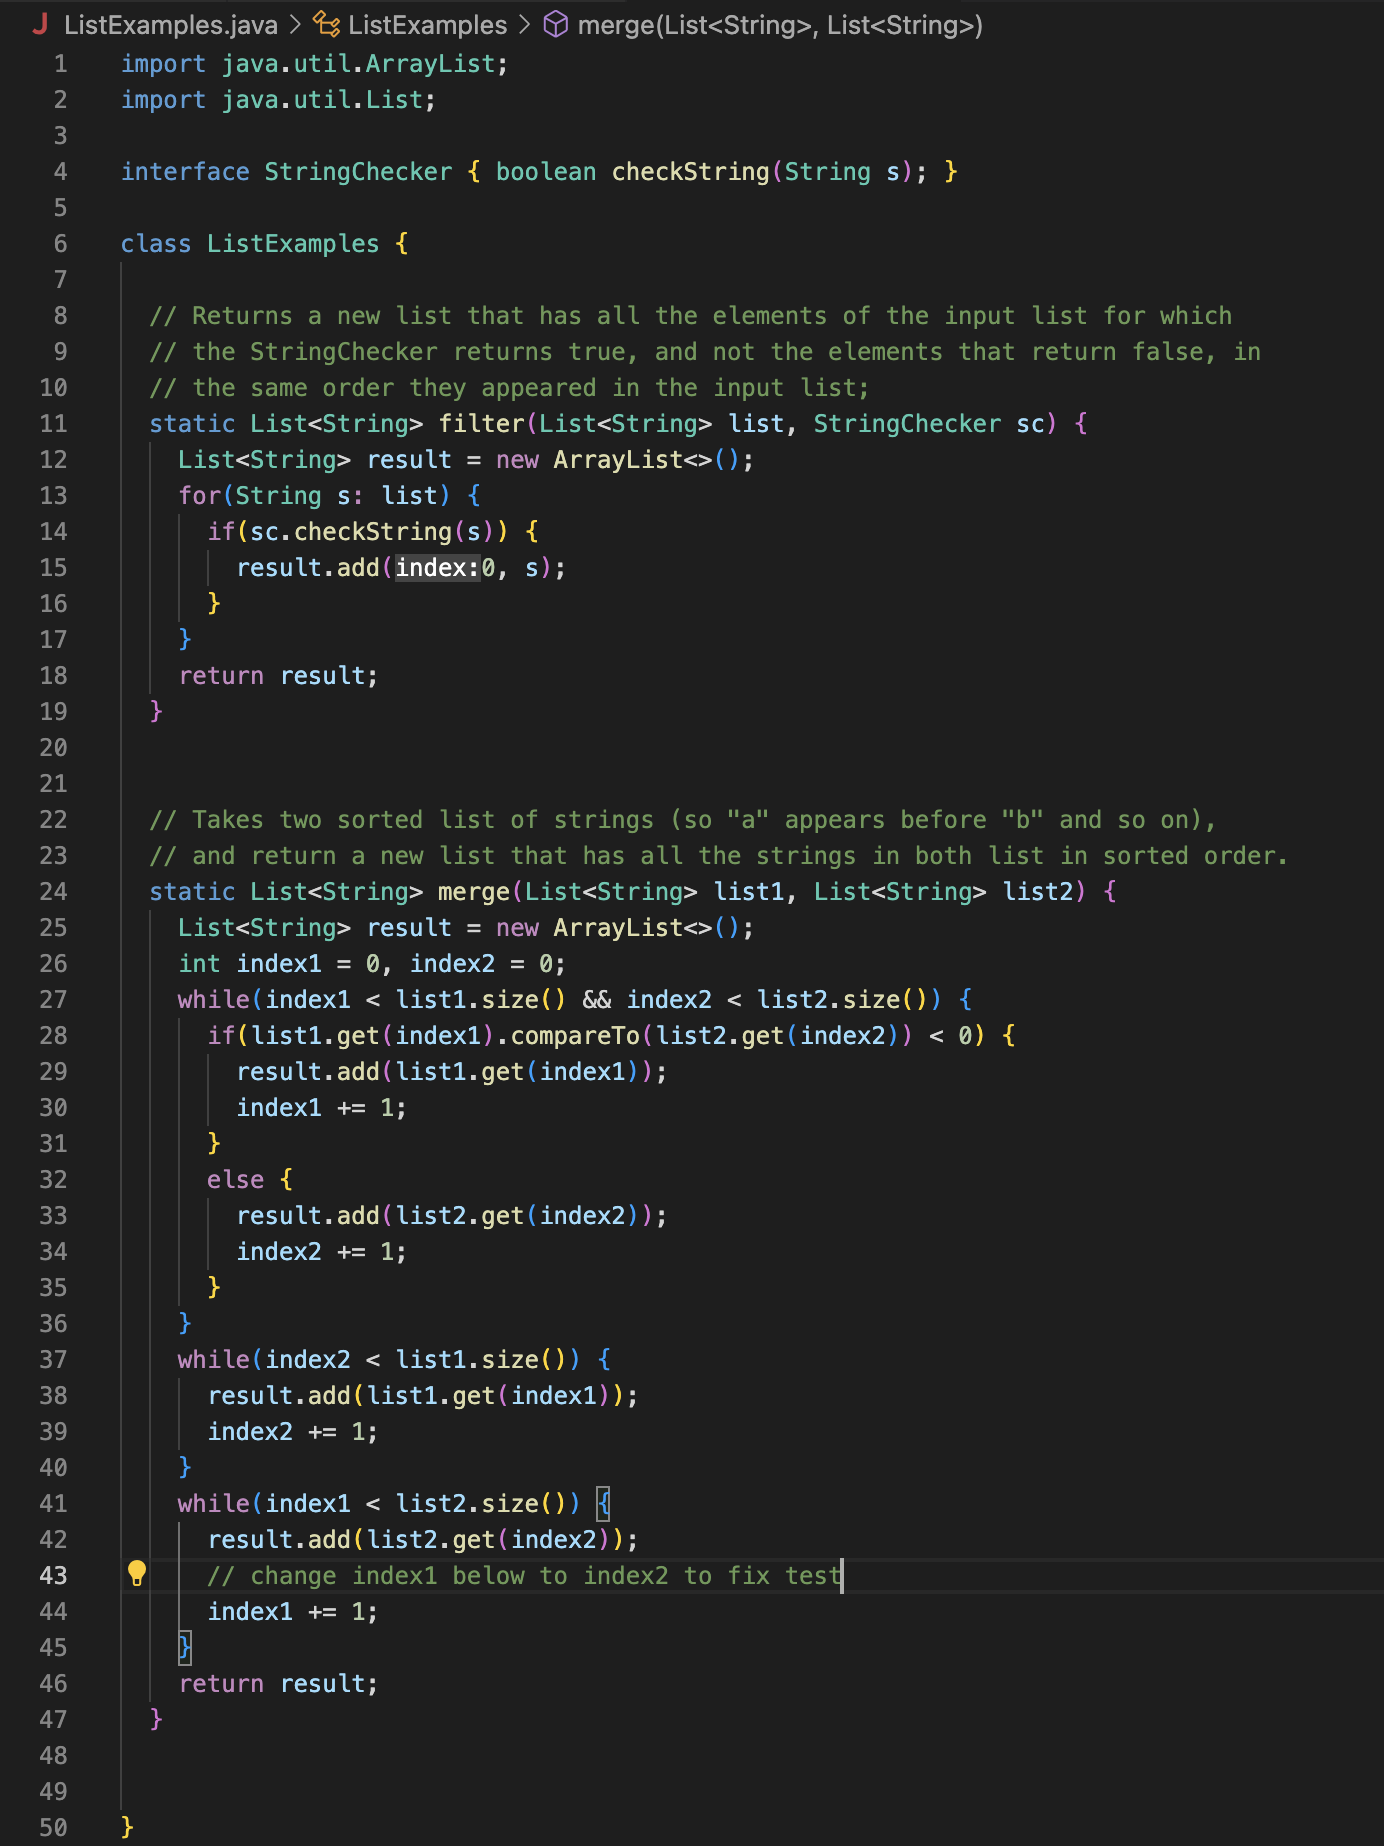 ListExamples.java > ListExamples > merge(List<String>, List<String>)
1 import java.util.ArrayList;
2 import java.util.List;
3
4 interface StringChecker { boolean checkString(String s); }
5
6 class ListExamples {
7
8 // Returns a new list that has all the elements of the input list for which
9 // the StringChecker returns true, and not the elements that return false, in
10 // the same order they appeared in the input list;
11 static List<String> filter(List<String> list, StringChecker sc) {
12 List<String> result = new ArrayList<>();
13 for(String s: list) {
14 if(sc.checkString(s)) {
15 result.add(index:0, s);
16 }
17 }
18 return result;
19 }
20
21
22 // Takes two sorted list of strings (so "a" appears before "b" and so on),
23 // and return a new list that has all the strings in both list in sorted order.
24 static List<String> merge(List<String> list1, List<String> list2) {
25 List<String> result = new ArrayList<>();
26 int index1 = 0, index2 = 0;
27 while(index1 < list1.size() && index2 < list2.size()) {
28 if(list1.get(index1).compareTo(list2.get(index2)) < 0) {
29 result.add(list1.get(index1));
30 index1 += 1;
31 }
32 else {
33 result.add(list2.get(index2));
34 index2 += 1;
35 }
36 }
37 while(index2 < list1.size()) {
38 result.add(list1.get(index1));
39 index2 += 1;
40 }
41 while(index1 < list2.size()) {
42 result.add(list2.get(index2));
43 // change index1 below to index2 to fix test
44 index1 += 1;
45 }
46 return result;
47 }
48
49
50 }